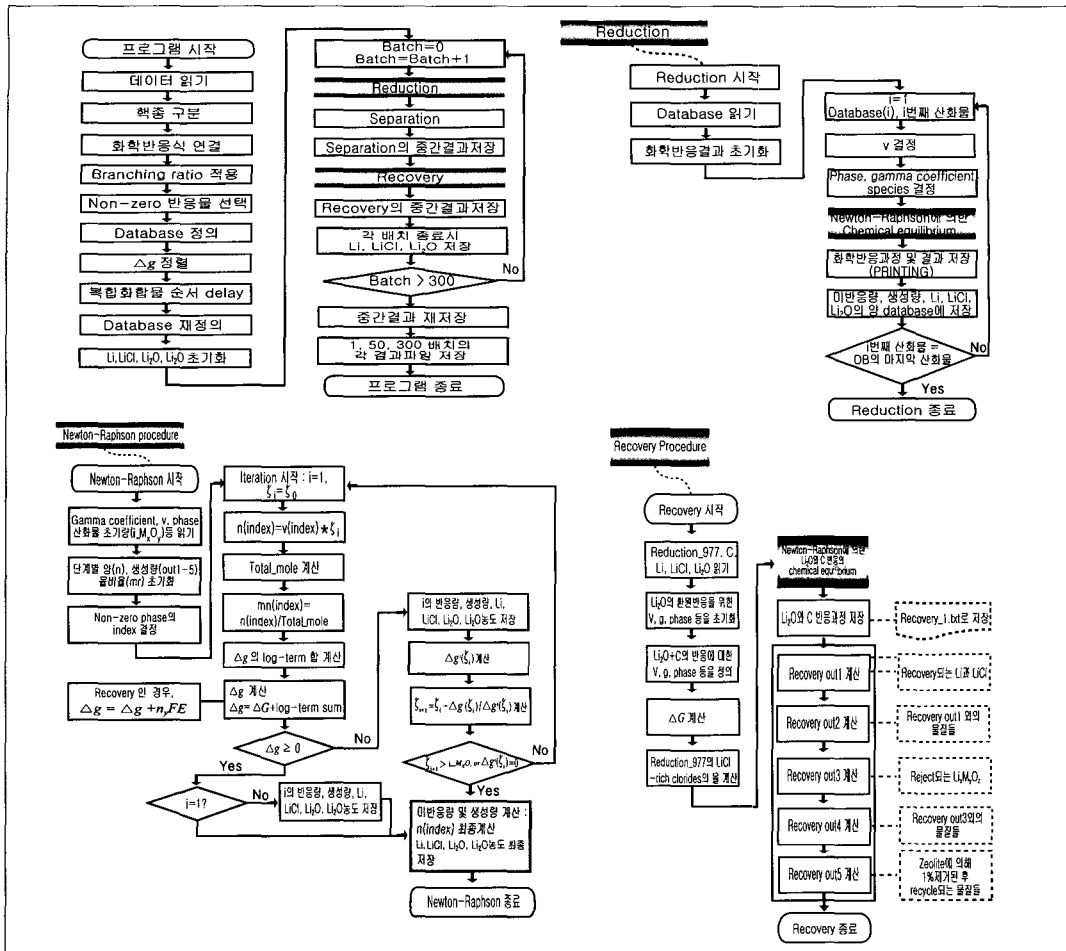 프로그램 시작
데이터 읽기
핵종 구분
화학반응식 연결
Branching ratio 적용
Non-zero 반응물 선택
Database 정의
△g 정렬
복합화합물 순서 delay
Database 재정의
Li,LiCl, Li₂O, Li₂O 초기화
Batch=0
Batch=Batch+1
Reduction
Separation
Separation의 중간결과저장
Recovery
Recovery의 중간결과저장
각 배치 종료시
Li, LiCl, Li₂O 저장
Batch > 300
No
중간결과 재저장
1, 50, 300 배치의
각 결과파일 저장
프로그램 종료
Reduction
Reduction 시작
Database 읽기
화학반응결과 초기화
i=1
Database(i), i번째 산화물
v 결정
Phase, gamma coefficient,
species 결정
Newton-Raphson에 의한
Chemical equilibrium
화학반응과정 및 결과 저장
(PRINTING)
미반응량, 생성량, Li, LiCl,
Li₂O의 양 database에 저장
i번째 산화물 =
DB의 마지막 산화물
No
Yes
Reduction 종료
Newton-Raphson procedure
Newton-Raphson 시작
Gamma coefficient, v. phase
산화물 초기량(i_MₓOᵧ)등 읽기
단계별 양(n), 생성량(out1-5)
몰비율(mr) 초기화
Non-zero phase의
index 결정
Recovery 인 경우,
△g = △g +nᵧFE
Iteration 시작 : i=1,
ζᵢ=ζ₀
n(index)=v(index)★ζᵢ
Total_mole 계산
mn(index)=
n(index)/Total_mole
△g 의 log-term 합 계산
△g 계산
△g=△G+log-term sum
△g ≥ 0
No
Yes
i=1?
No
i의 반응량, 생성량, Li,
LiCl, Li₂O, Li₂O농도 저장
i의 반응량, 생성량, Li,
LiCl, Li₂O, Li₂O농도 저장
△g'(ζᵢ)계산
ζᵢ₊₁=ζᵢ-△g(ζᵢ)/△g'(ζᵢ)계산
ζᵢ₊₁> i_MₓOᵧ or △g'(ζᵢ)=0
No
Yes
미반응량 및 생성량 계산 :
n(index) 최종계산
Li,LiCl, Li₂O, Li₂O농도 최종
저장
Newton-Raphson 종료
Recovery Procedure
Recovery 시작
Reduction_977, C,
Li, LiCl, Li₂O 읽기
Li₂O의 환원반응을 위한
V, g, phase 등을 초기화
Li₂O+C의 반응에 대한
V, g, phase 등을 정의
△G 계산
Reduction_977의 LiCl
-rich clorides의 몰 계산
Newton-Raphson에 의한
Li₂O와 C 반응의
chemical equilibrium
Li₂O와 C 반응과정 저장
Recovery_i.txt로 저장
Recovery out1 계산
Recovery되는 Li과 LiCl
Recovery out2 계산
Recovery out1 외의
물질들
Recovery out3 계산
Reject되는 LiₓMᵧO_z
Recovery out4 계산
Recovery out3외의
물질들
Recovery out5 계산
Zeolite에 의해
1%제거된 후
recycle되는 물질들
Recovery 종료